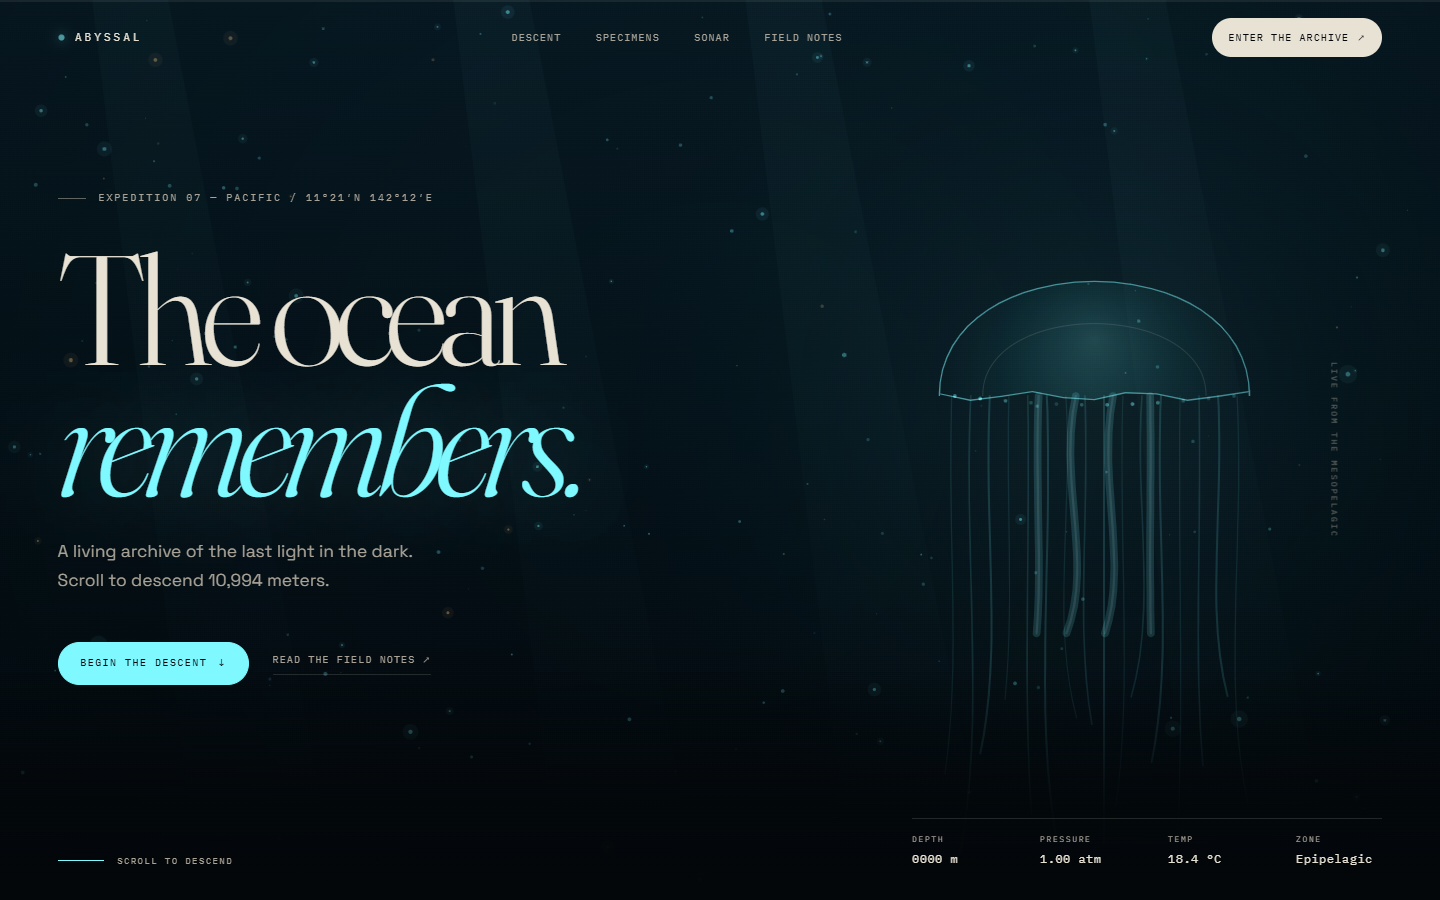 ABYSSAL
DESCENT SPECIMENS SONAR FIELD NOTES
ENTER THE ARCHIVE ↗
EXPEDITION 07 — PACIFIC / 11°21′N 142°12′E
The ocean
remembers.
A living archive of the last light in the dark.
Scroll to descend 10,994 meters.
BEGIN THE DESCENT ↓
READ THE FIELD NOTES ↗
LIVE FROM THE MESOPELAGIC
SCROLL TO DESCEND
DEPTH PRESSURE TEMP ZONE
0000 m 1.00 atm 18.4 °C Epipelagic